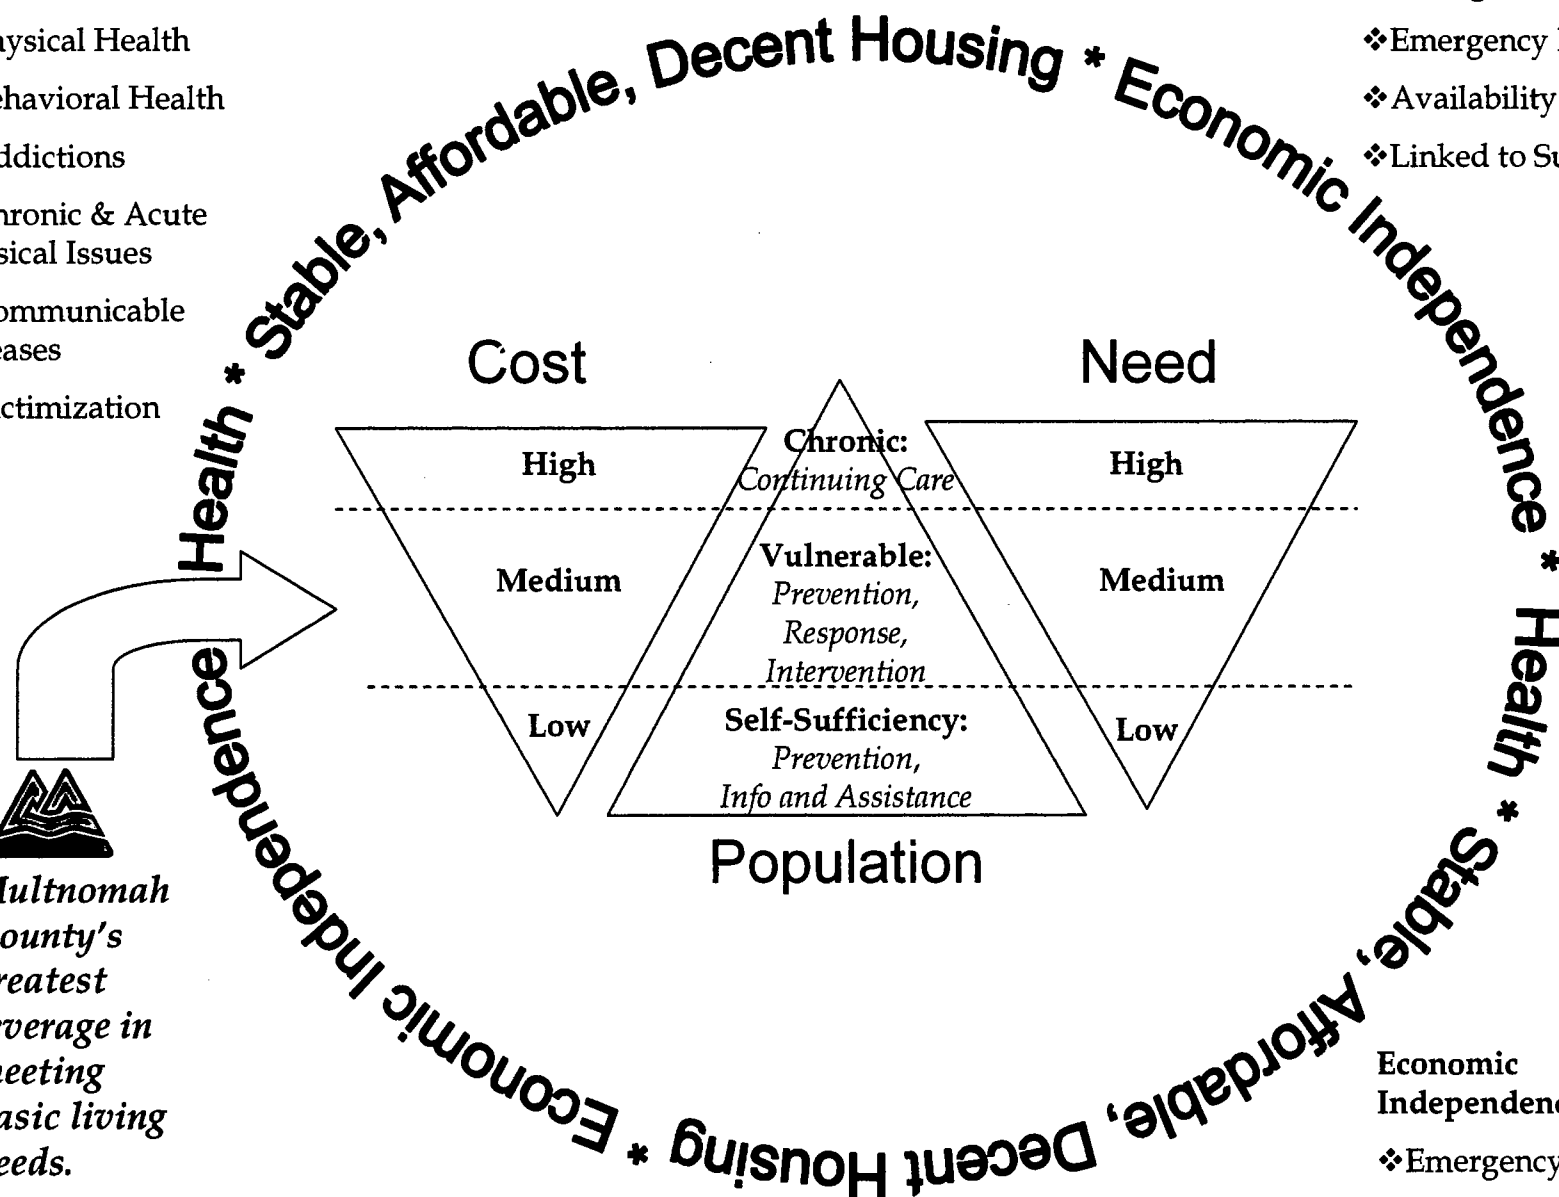 ysical Health
ehavioral Health
ddictions
hronic & Acute
sical Issues
ommunicable
eases
ctimization
❖Emergency
❖Availability
❖Linked to Su
Health * Stable, Affordable, Decent Housing * Economic Independence * Health * Stable, Affordable, Decent Housing * Economic Independence
Cost
Need
High
Chronic:
Continuing Care
High
Medium
Vulnerable:
Prevention,
Response,
Intervention
Medium
Low
Self-Sufficiency:
Prevention,
Info and Assistance
Low
Population
ultnomah
ounty's
reatest
verage in
eeting
asic living
eeds.
Economic
Independenc
❖Emergency